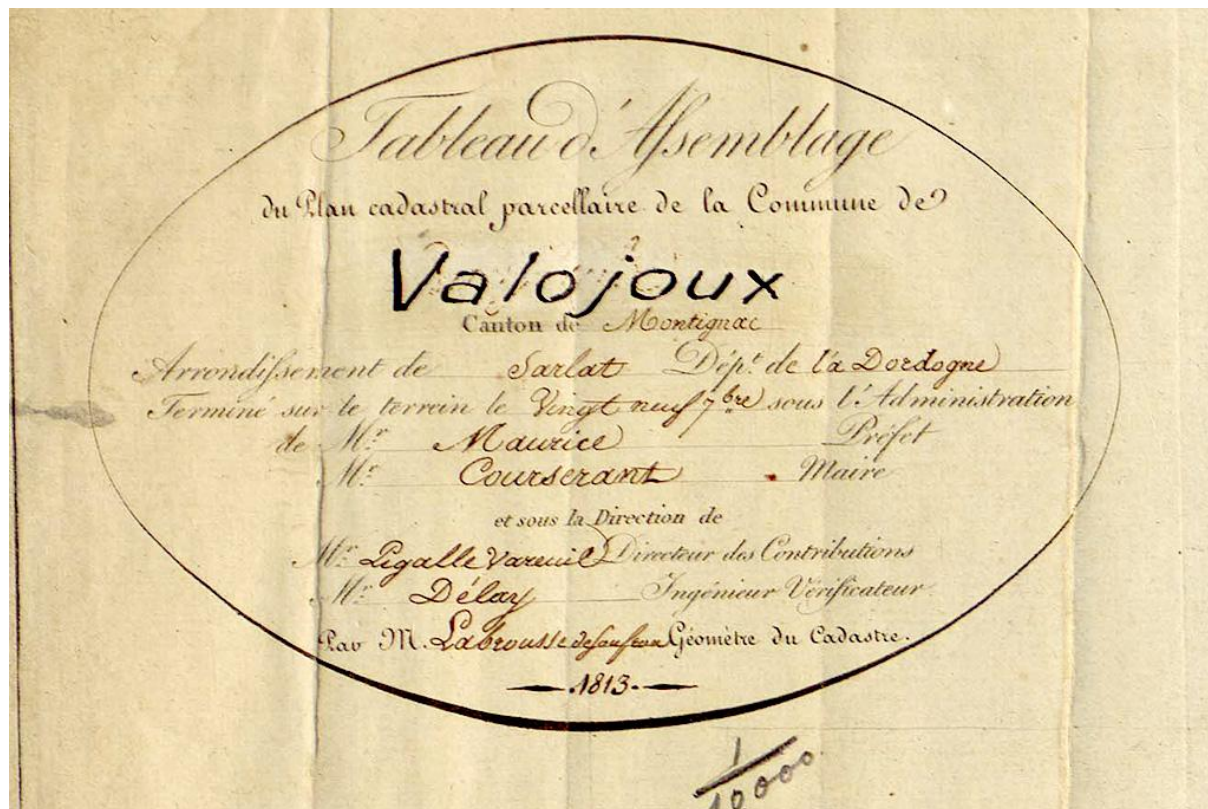 Tableau d'Assemblage
du Plan cadastral parcellaire de la Commune de
Valojoux
Canton de Montignac
Arrondissement de Sarlat Dép.t de la Dordogne
Terminé sur le terrein le Vingt neuf 7bre sous l'Administration
de Mr Maurice Préfet
Mr Courserant Maire
et sous la Direction de
Mr Pigalle Vareuil Directeur des Contributions
Mr Délay Ingénieur Vérificateur
Par M. Labrousse Géomètre du Cadastre.
1813.
1/10000